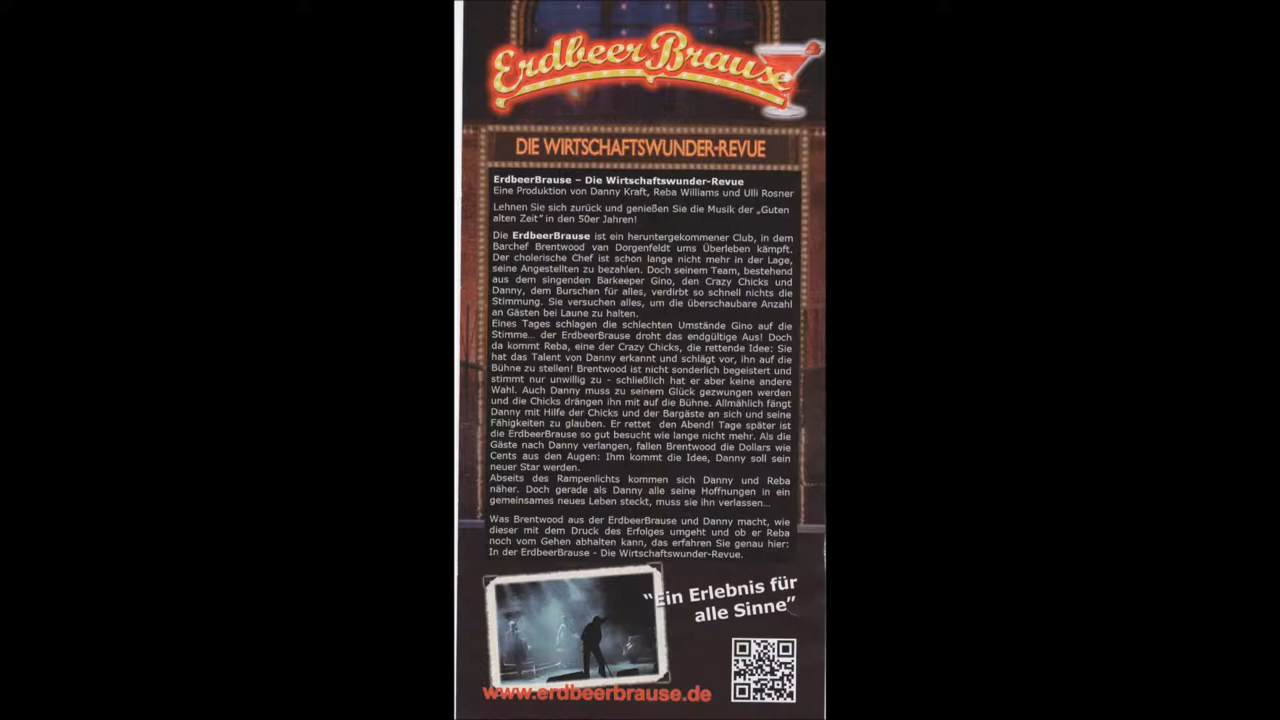 ErdbeerBrause
DIE WIRTSCHAFTSWUNDER-REVUE
ErdbeerBrause – Die Wirtschaftswunder-Revue
Eine Produktion von Danny Kraft, Reba Williams und Ulli Rosner
Lehnen Sie sich zurück und genießen Sie die Musik der „Guten
alten Zeit” in den 50er Jahren!
Die ErdbeerBrause ist ein heruntergekommener Club, in dem
Barchef Brentwood van Dorgenfeldt ums Überleben kämpft.
Der cholerische Chef ist schon lange nicht mehr in der Lage,
seine Angestellten zu bezahlen. Doch seinem Team, bestehend
aus dem singenden Barkeeper Gino, den Crazy Chicks und
Danny, dem Burschen für alles, verdirbt so schnell nichts die
Stimmung. Sie versuchen alles, um die überschaubare Anzahl
an Gästen bei Laune zu halten.
Eines Tages schlagen die schlechten Umstände Gino auf die
Stimme... der ErdbeerBrause droht das endgültige Aus! Doch
da kommt Reba, eine der Crazy Chicks, die rettende Idee: Sie
hat das Talent von Danny erkannt und schlägt vor, ihn auf die
Bühne zu stellen! Brentwood ist nicht sonderlich begeistert und
stimmt nur unwillig zu - schließlich hat er aber keine andere
Wahl. Auch Danny muss zu seinem Glück gezwungen werden
und die Chicks drängen ihn mit auf die Bühne. Allmählich fängt
Danny mit Hilfe der Chicks und der Bargäste an sich und seine
Fähigkeiten zu glauben. Er rettet den Abend! Tage später ist
die ErdbeerBrause so gut besucht wie lange nicht mehr. Als die
Gäste nach Danny verlangen, fallen Brentwood die Dollars wie
Cents aus den Augen: Ihm kommt die Idee, Danny soll sein
neuer Star werden.
Abseits des Rampenlichts kommen sich Danny und Reba
näher. Doch gerade als Danny alle seine Hoffnungen in ein
gemeinsames neues Leben steckt, muss sie ihn verlassen...
Was Brentwood aus der ErdbeerBrause und Danny macht, wie
dieser mit dem Druck des Erfolges umgeht und ob er Reba
noch vom Gehen abhalten kann, das erfahren Sie genau hier:
In der ErdbeerBrause - Die Wirtschaftswunder-Revue.
“Ein Erlebnis für
alle Sinne”
www.erdbeerbrause.de